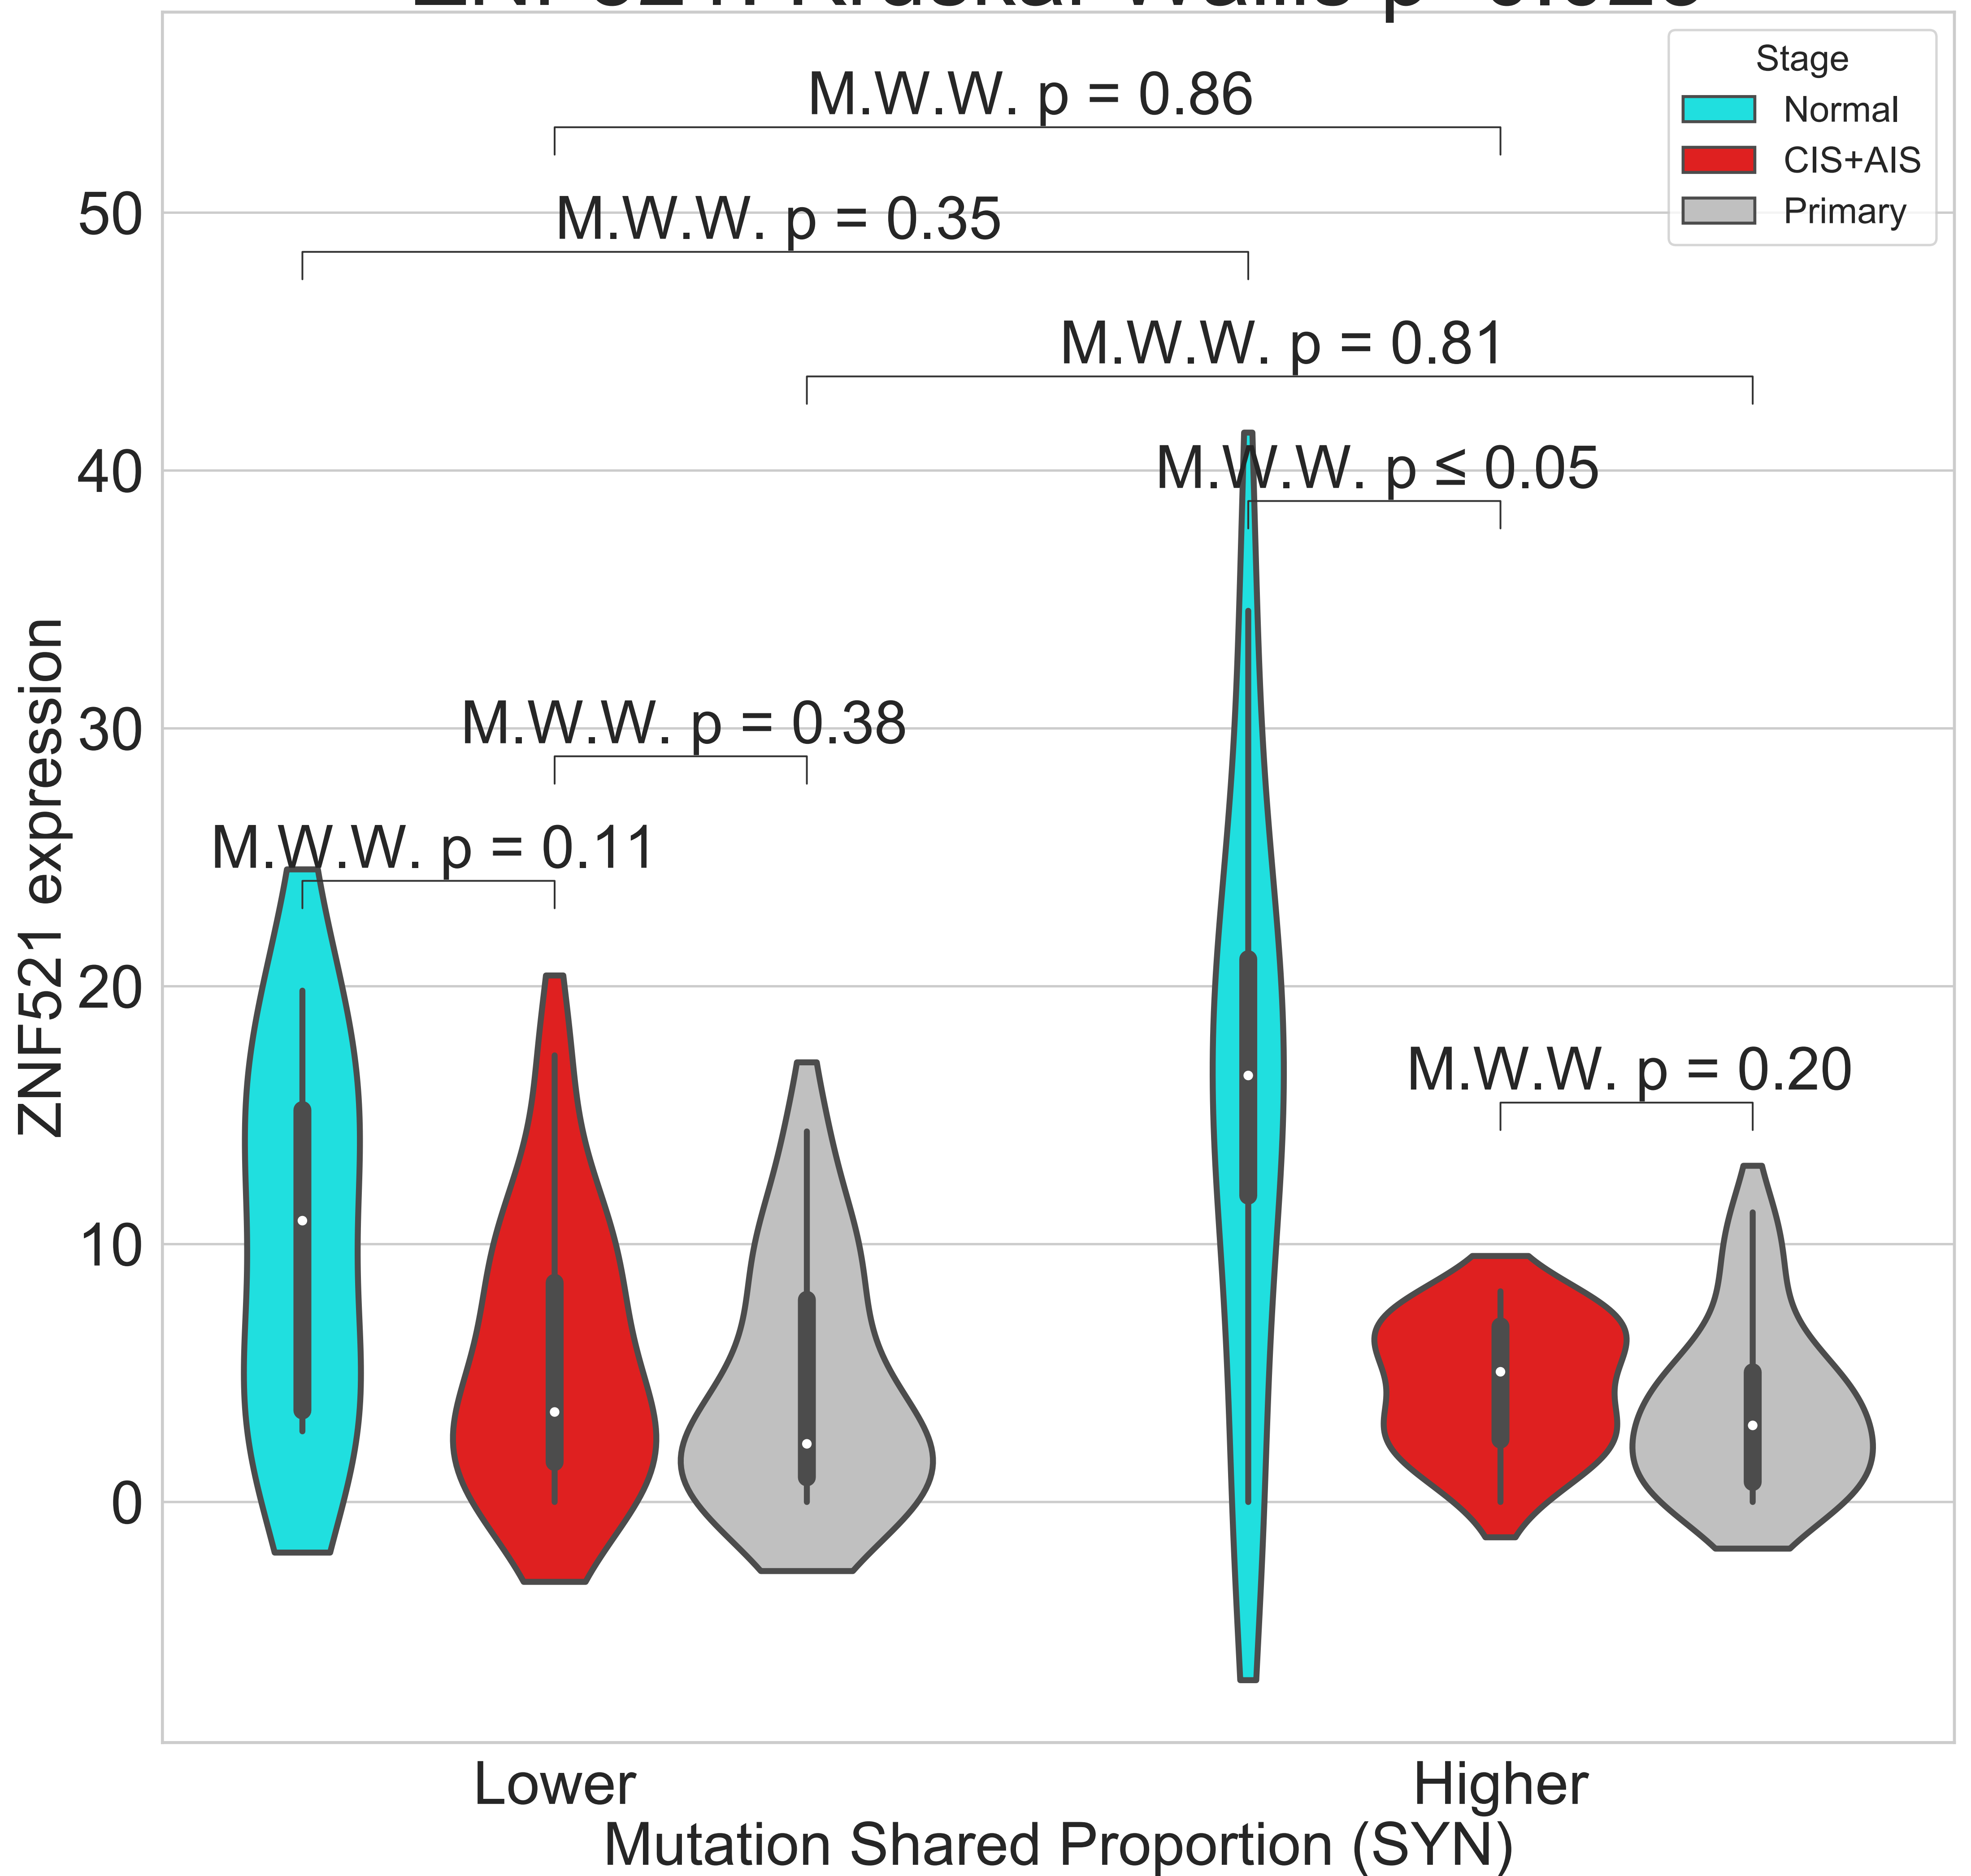 Stage
Normal
CIS+AIS
Primary
M.W.W. p = 0.86
M.W.W. p = 0.35
M.W.W. p = 0.81
M.W.W. p ≤ 0.05
M.W.W. p = 0.38
M.W.W. p = 0.11
M.W.W. p = 0.20
ZNF521 expression
50
40
30
20
10
0
Lower
Higher
Mutation Shared Proportion (SYN)